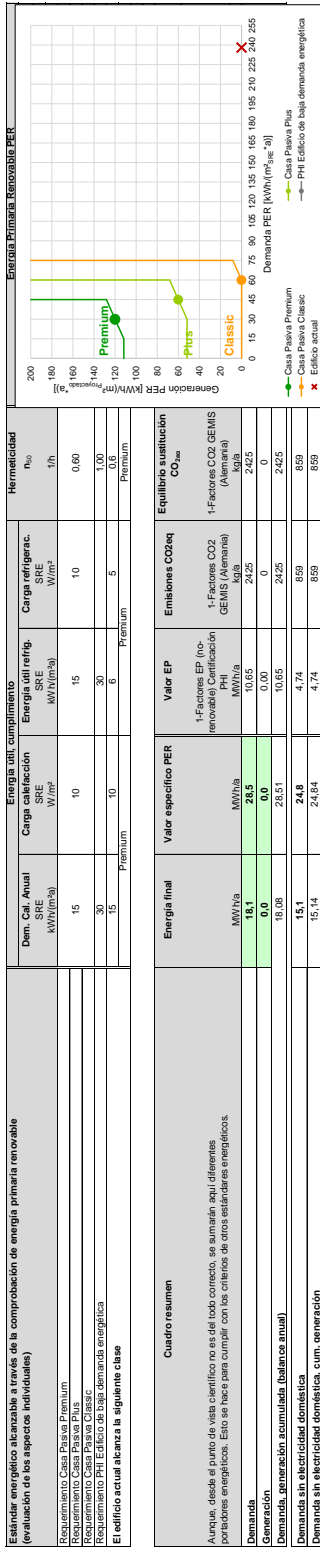 Estándar energético alcanzable a través de la comprobación de energía primaria renovable
(evaluación de los aspectos individuales)
Energía útil, cumplimiento
Hermeticidad
Energía Primaria Renovable PER
Dem. Cal. Anual
Carga calefacción
Energía útil refrig.
Carga refrigerac.
n50
SRE
SRE
SRE
SRE
kWh/(m²a)
W/m²
kWh/(m²a)
W/m²
1/h
Requerimiento Casa Pasiva Premium
Requerimiento Casa Pasiva Plus
15 10 15 10 0,60
Requerimiento Casa Pasiva Classic
Requerimiento PHI Edificio de baja demanda energética
30 30 1,00
El edificio actual alcanza la siguiente clase
15 10 6 5 0,6
Premium Premium Premium
Cuadro resumen
Energía final
Valor específico PER
Valor EP
Emisiones CO2eq
Equilibrio sustitución
CO2eq
Aunque, desde el punto de vista científico no es del todo correcto, se sumarán aquí diferentes
portadores energéticos. Esto se hace para cumplir con los criterios de otros estándares energéticos.
1-Factores EP (no-
renovable) Certificación
PHI
1-Factores CO2
GEMIS (Alemania)
1-Factores CO2 GEMIS
(Alemania)
MWh/a MWh/a MWh/a kg/a kg/a
Demanda 18,1 28,5 10,65 2425 2425
Generación 0,0 0,0 0,00 0 0
Demanda, generación acumulada (balance anual) 18,08 28,51 10,65 2425 2425
Demanda sin electricidad doméstica 15,1 24,8 4,74 859 859
Demanda sin electricidad doméstica, cum. generación 15,14 24,84 4,74 859 859
Generación PER [kWh/(m²Proyectado *a)]
200
180
160
140
120
100
80
60
40
20
0
Premium
Plus
Classic
0 15 30 45 60 75 90 105 120 135 150 165 180 195 210 225 240 255
Demanda PER [kWh/(m²SRE *a)]
Casa Pasiva Premium
Casa Pasiva Plus
Casa Pasiva Classic
PHI Edificio de baja demanda energética
Edificio actual